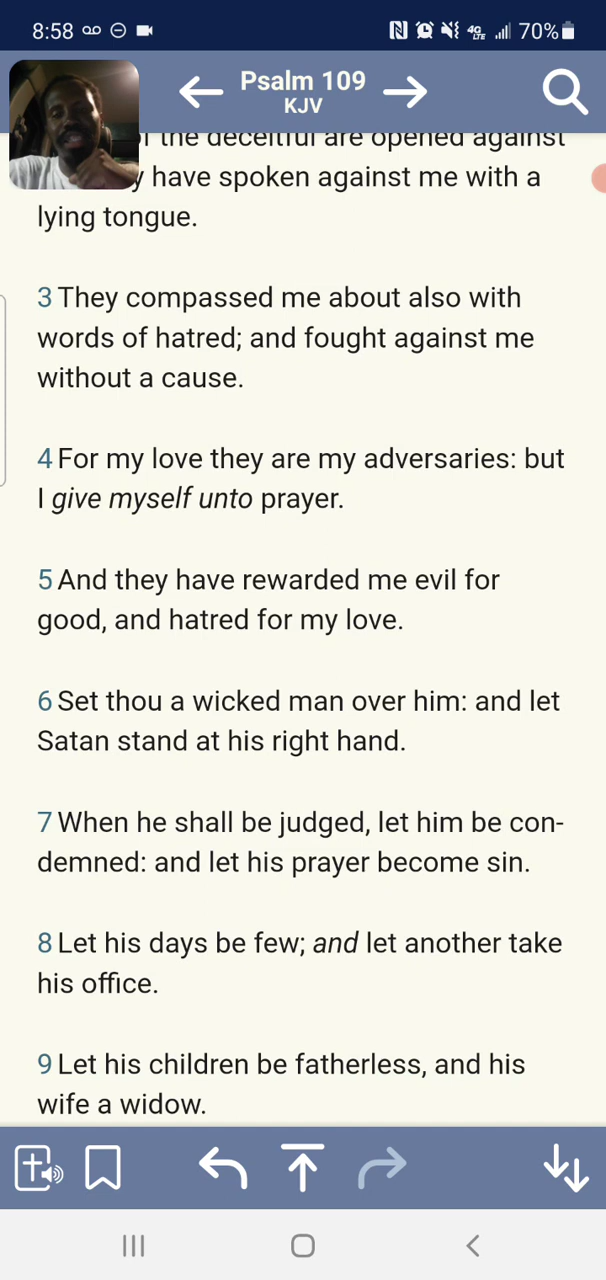 8:58
4G LTE
70%
Psalm 109
KJV
the deceitful are opened against
y have spoken against me with a
lying tongue.
3 They compassed me about also with
words of hatred; and fought against me
without a cause.
4 For my love they are my adversaries: but
I give myself unto prayer.
5 And they have rewarded me evil for
good, and hatred for my love.
6 Set thou a wicked man over him: and let
Satan stand at his right hand.
7 When he shall be judged, let him be con-
demned: and let his prayer become sin.
8 Let his days be few; and let another take
his office.
9 Let his children be fatherless, and his
wife a widow.